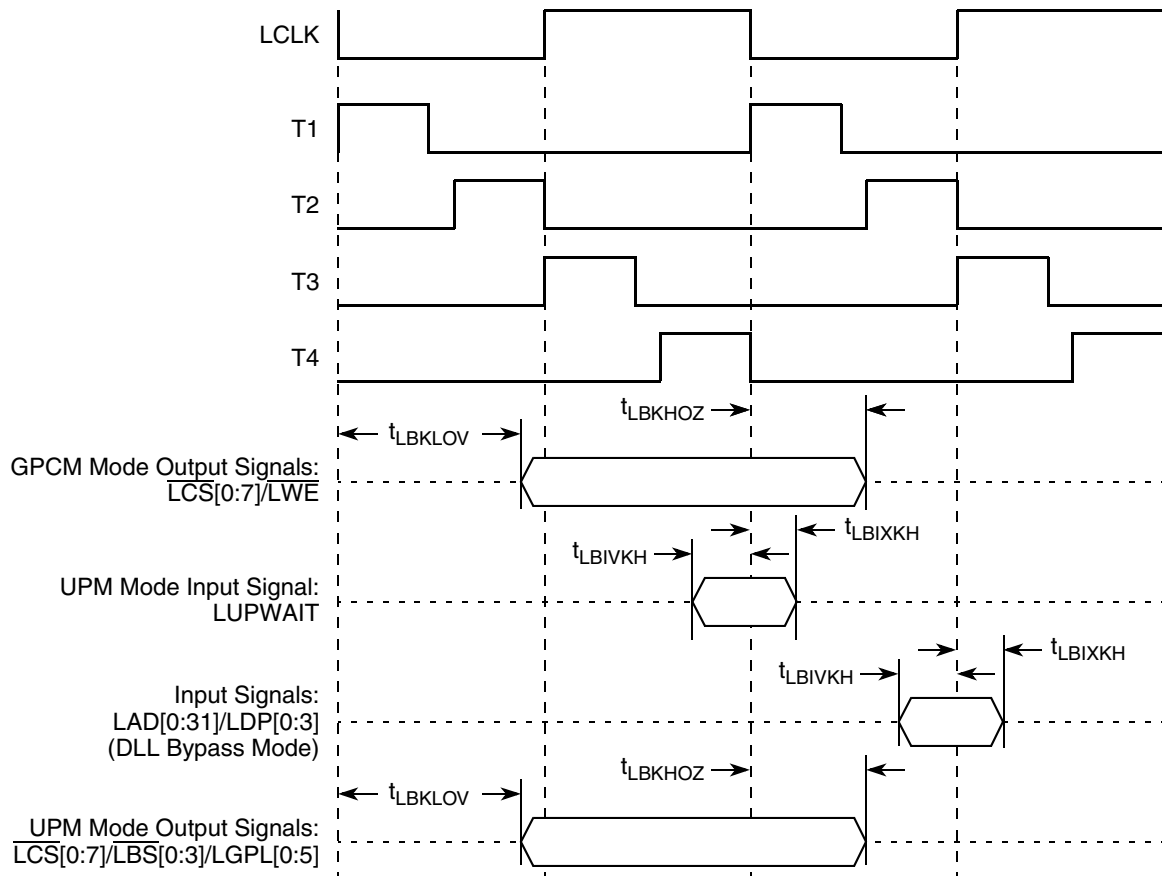 LCLK
T1
T2
T3
T4
tLBKHOZ
tLBKLOV
GPCM Mode Output Signals:
LCS[0:7]/LWE
tLBIXKH
tLBIVKH
UPM Mode Input Signal:
LUPWAIT
tLBIXKH
tLBIVKH
Input Signals:
LAD[0:31]/LDP[0:3]
(DLL Bypass Mode)
tLBKHOZ
tLBKLOV
UPM Mode Output Signals:
LCS[0:7]/LBS[0:3]/LGPL[0:5]